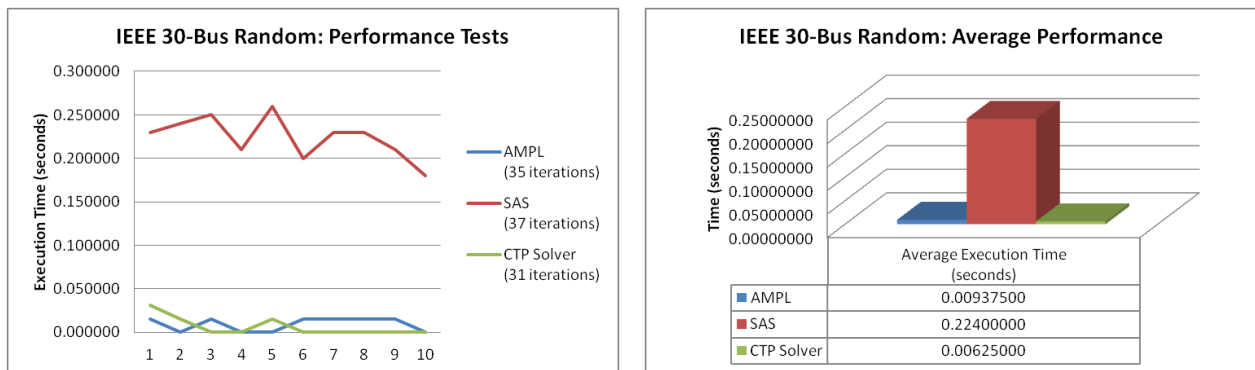 IEEE 30-Bus Random: Performance Tests
Execution Time (seconds)
0.300000
0.250000
0.200000
0.150000
0.100000
0.050000
0.000000
1 2 3 4 5 6 7 8 9 10
AMPL
(35 iterations)
SAS
(37 iterations)
CTP Solver
(31 iterations)
IEEE 30-Bus Random: Average Performance
Time (seconds)
0.25000000
0.20000000
0.15000000
0.10000000
0.05000000
0.00000000
Average Execution Time
(seconds)
AMPL 0.00937500
SAS 0.22400000
CTP Solver 0.00625000